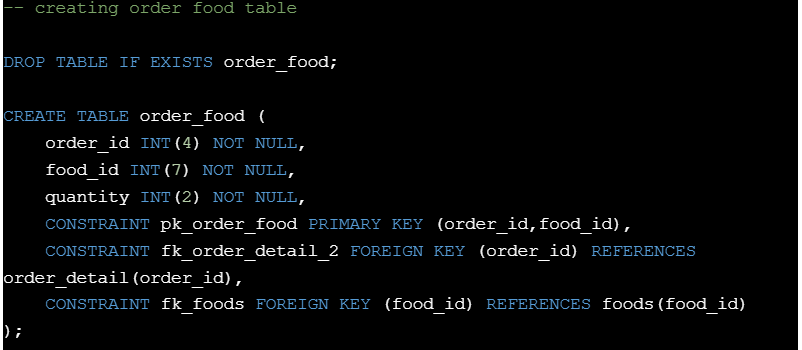 -- creating order food table
DROP TABLE IF EXISTS order_food;
CREATE TABLE order_food (
order_id INT(4) NOT NULL,
food_id INT(7) NOT NULL,
quantity INT(2) NOT NULL,
CONSTRAINT pk_order_food PRIMARY KEY (order_id,food_id),
CONSTRAINT fk_order_detail_2 FOREIGN KEY (order_id) REFERENCES
order_detail(order_id),
CONSTRAINT fk_foods FOREIGN KEY (food_id) REFERENCES foods(food_id)
);